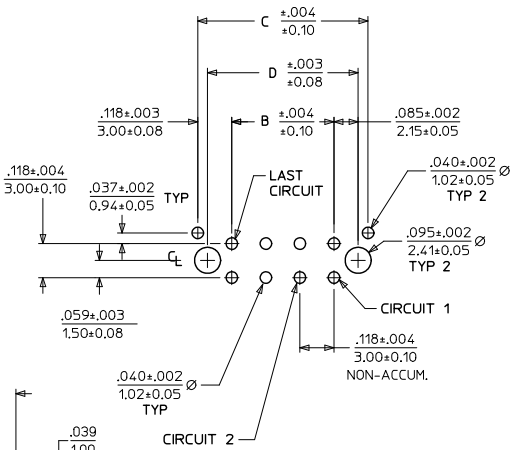 C ±.004
±0.10
D ±.003
±0.08
.118±.003
3.00±0.08
B ±.004
±0.10
.085±.002
2.15±0.05
.118±.004
3.00±0.10
.037±.002
0.94±0.05
TYP
LAST
CIRCUIT
.040±.002
1.02±0.05
Ø
TYP 2
.095±.002
2.41±0.05
Ø
TYP 2
CL
.059±.003
1.50±0.08
CIRCUIT 1
.118±.004
3.00±0.10
NON-ACCUM.
.040±.002
1.02±0.05
Ø
TYP
CIRCUIT 2
.039
1.00